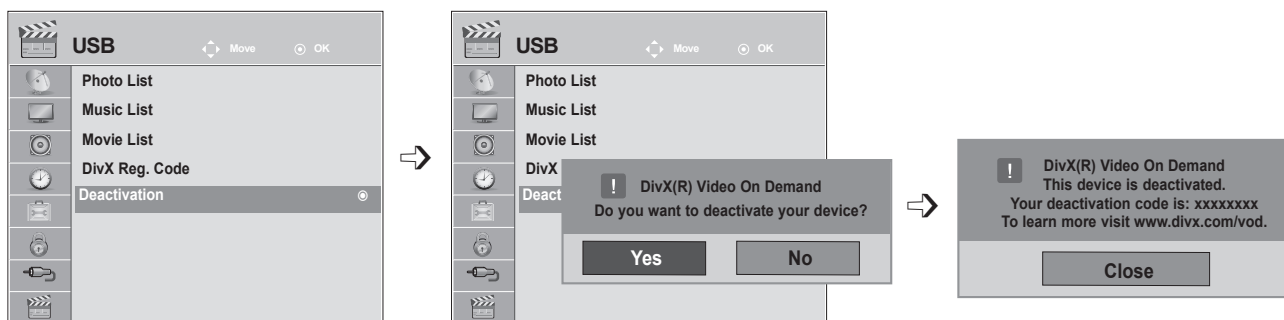 USB Move OK
Photo List
Music List
Movie List
DivX Reg. Code
Deactivation
USB Move OK
Photo List
Music List
Movie List
DivX
Deact
! DivX(R) Video On Demand
Do you want to deactivate your device?
Yes No
! DivX(R) Video On Demand
This device is deactivated.
Your deactivation code is: xxxxxxxx
To learn more visit www.divx.com/vod.
Close